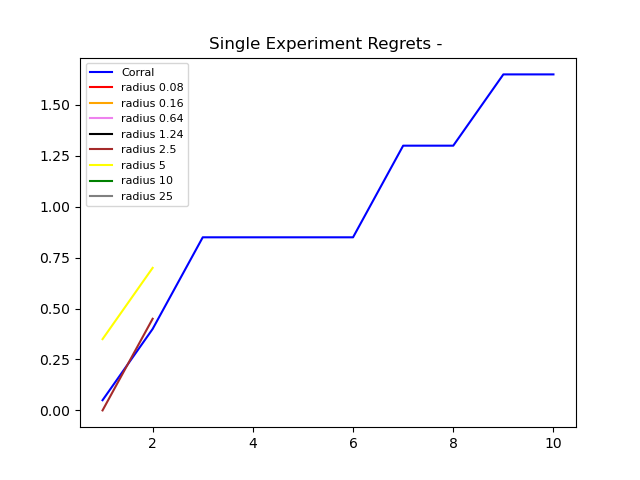 Single Experiment Regrets -
Corral
radius 0.08
radius 0.16
radius 0.64
radius 1.24
radius 2.5
radius 5
radius 10
radius 25
1.50
1.25
1.00
0.75
0.50
0.25
0.00
2 4 6 8 10